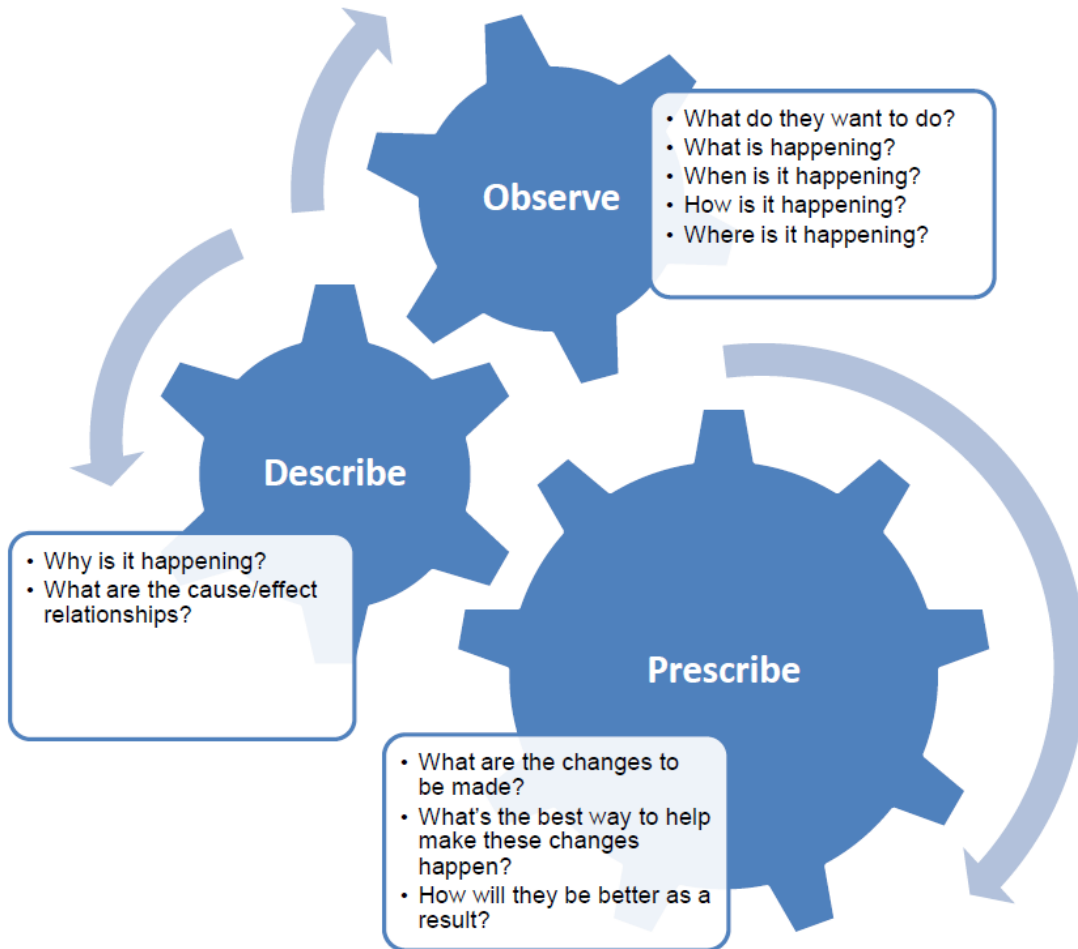 Observe
• What do they want to do?
• What is happening?
• When is it happening?
• How is it happening?
• Where is it happening?
Describe
• Why is it happening?
• What are the cause/effect
relationships?
Prescribe
• What are the changes to
be made?
• What's the best way to help
make these changes
happen?
• How will they be better as a
result?